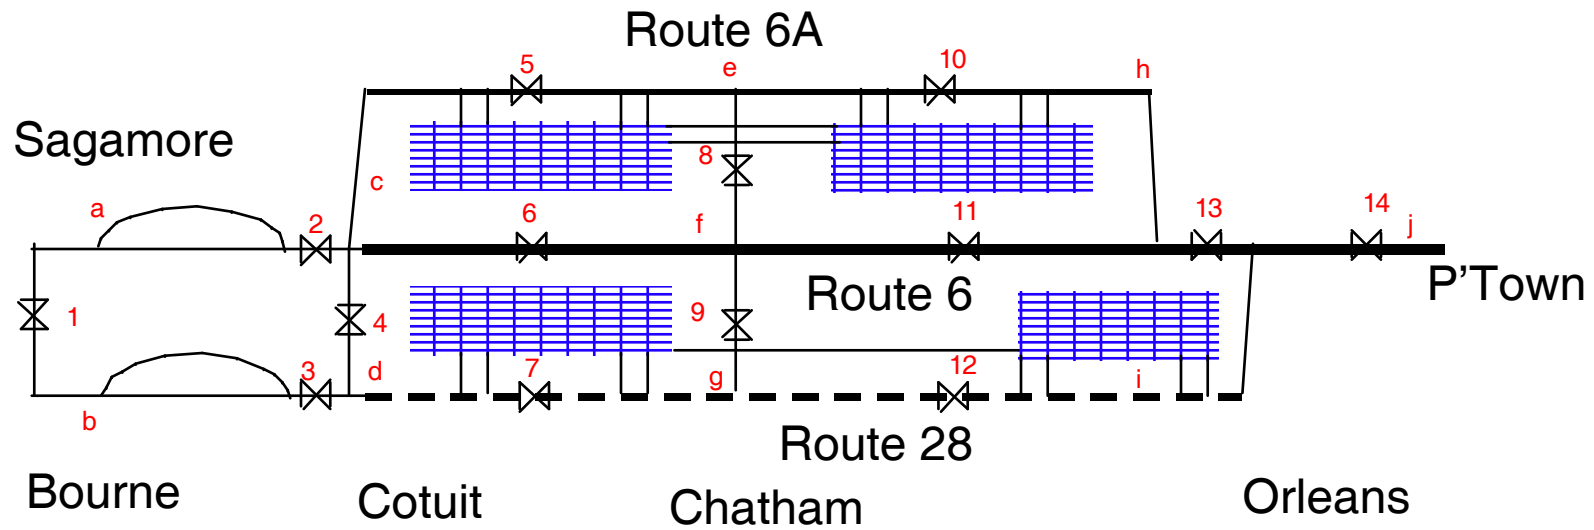 Route 6A
5
e
10
h
Sagamore
8
c
a
2
6
f
11
13
14
j
P'Town
Route 6
1
4
9
3
d
7
g
12
i
b
Route 28
Bourne
Cotuit
Chatham
Orleans